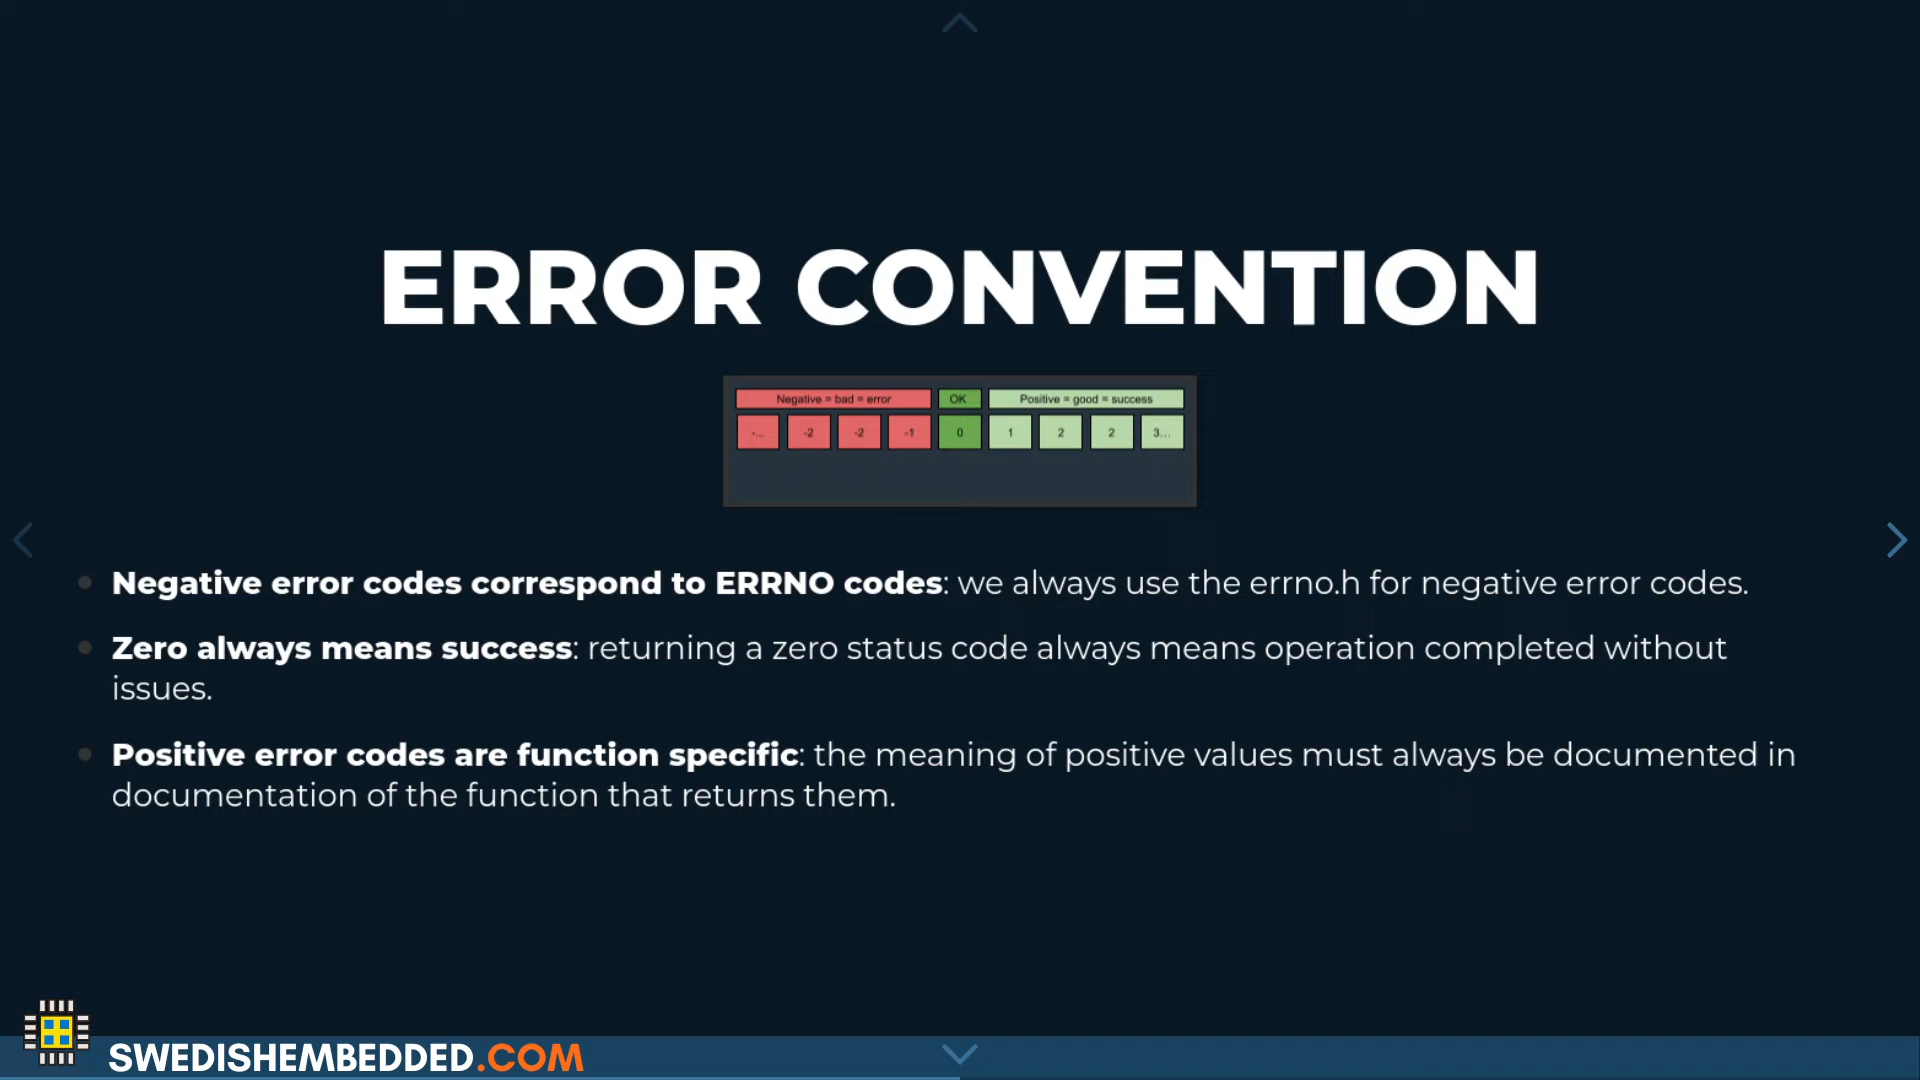 ERROR CONVENTION
Negative = bad = error OK Positive = good = success
-... -2 -2 -1 0 1 2 2 3...
Negative error codes correspond to ERRNO codes: we always use the errno.h for negative error codes.
Zero always means success: returning a zero status code always means operation completed without
issues.
Positive error codes are function specific: the meaning of positive values must always be documented in
documentation of the function that returns them.
SWEDISHEMBEDDED.COM